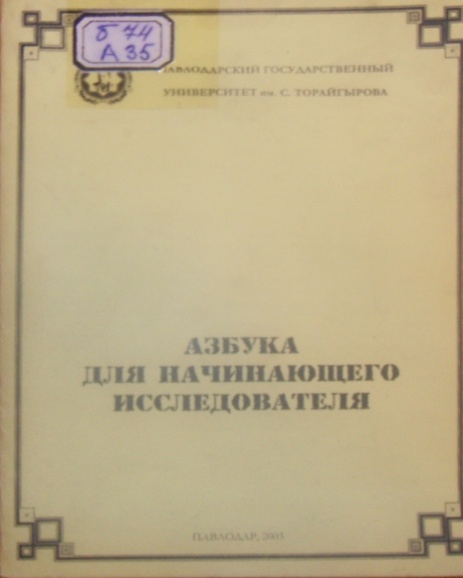 б 74
А 35
ПАВЛОДАРСКИЙ ГОСУДАРСТВЕННЫЙ
УНИВЕРСИТЕТ им. С. ТОРАЙГЫРОВА
АЗБУКА
ДЛЯ НАЧИНАЮЩЕГО
ИССЛЕДОВАТЕЛЯ
ПАВЛОДАР, 2005